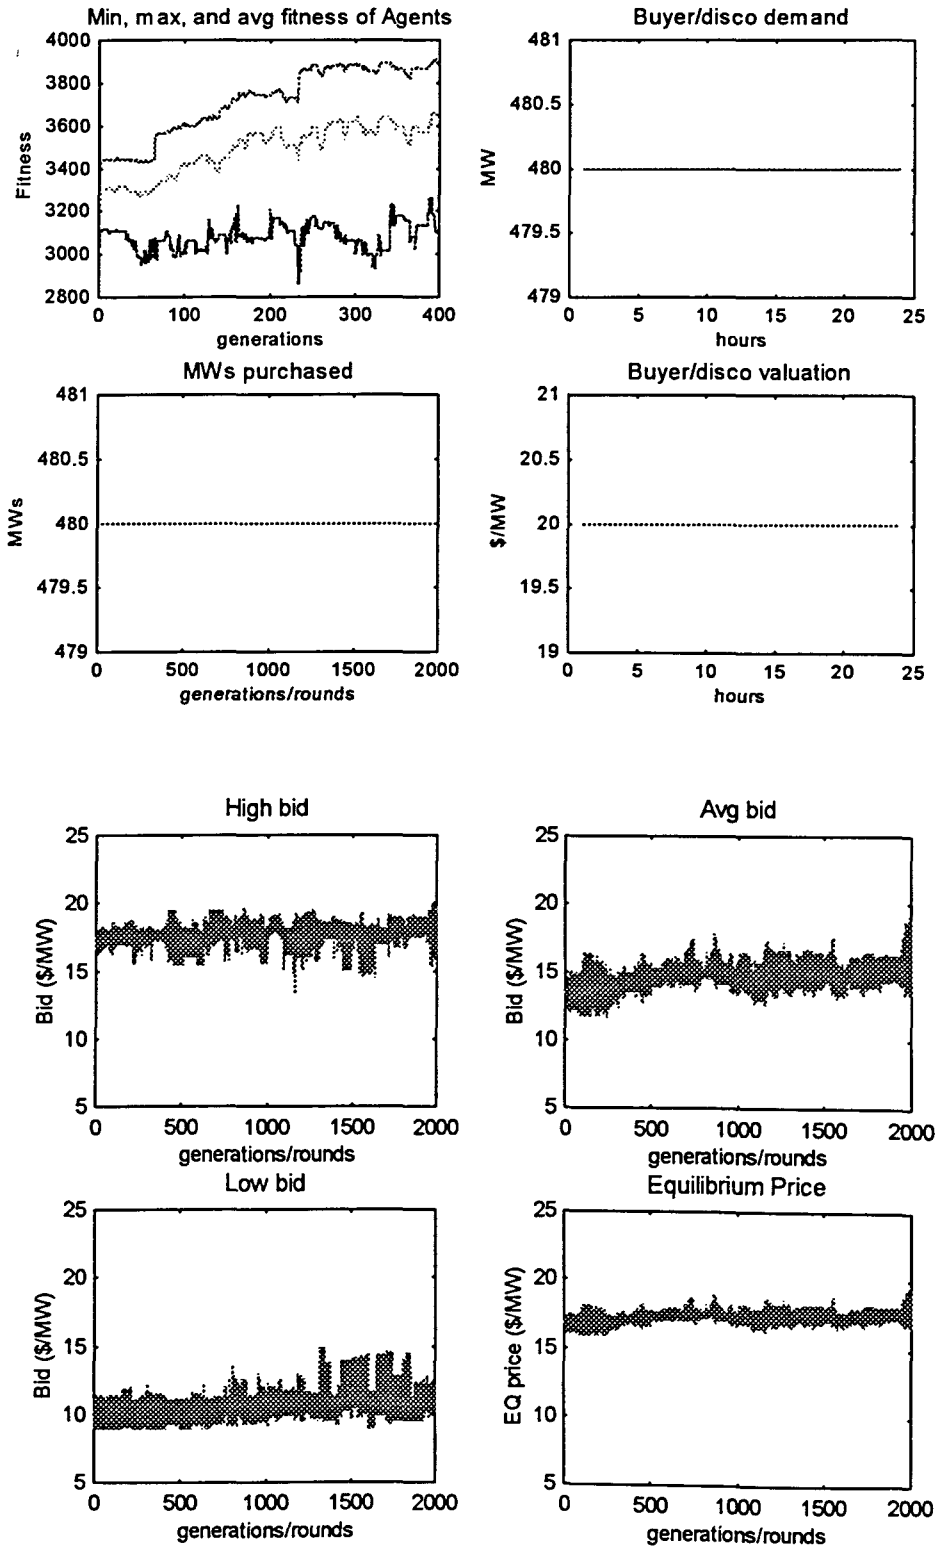 Min, max, and avg fitness of Agents
4000
3800
3600
3400
3200
3000
2800
Fitness
0 100 200 300 400
generations
Buyer/disco demand
481
480.5
480
479.5
479
MW
0 5 10 15 20 25
hours
MWs purchased
481
480.5
480
479.5
479
MWs
0 500 1000 1500 2000
generations/rounds
Buyer/disco valuation
21
20.5
20
19.5
19
$/MW
0 5 10 15 20 25
hours
High bid
25
20
15
10
5
Bid ($/MW)
0 500 1000 1500 2000
generations/rounds
Avg bid
25
20
15
10
5
Bid ($/MW)
0 500 1000 1500 2000
generations/rounds
Low bid
25
20
15
10
5
Bid ($/MW)
0 500 1000 1500 2000
generations/rounds
Equilibrium Price
25
20
15
10
5
EQ price ($/MW)
0 500 1000 1500 2000
generations/rounds